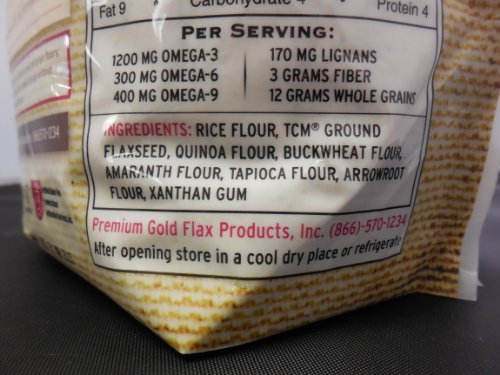 Fat 9 Carbohydrate 4 Protein 4
PER SERVING:
1200 MG OMEGA-3 170 MG LIGNANS
300 MG OMEGA-6 3 GRAMS FIBER
400 MG OMEGA-9 12 GRAMS WHOLE GRAINS
INGREDIENTS: RICE FLOUR, TCM® GROUND
FLAXSEED, QUINOA FLOUR, BUCKWHEAT FLOUR,
AMARANTH FLOUR, TAPIOCA FLOUR, ARROWROOT
FLOUR, XANTHAN GUM
Premium Gold Flax Products, Inc. (866)-570-1234
After opening store in a cool dry place or refrigerate